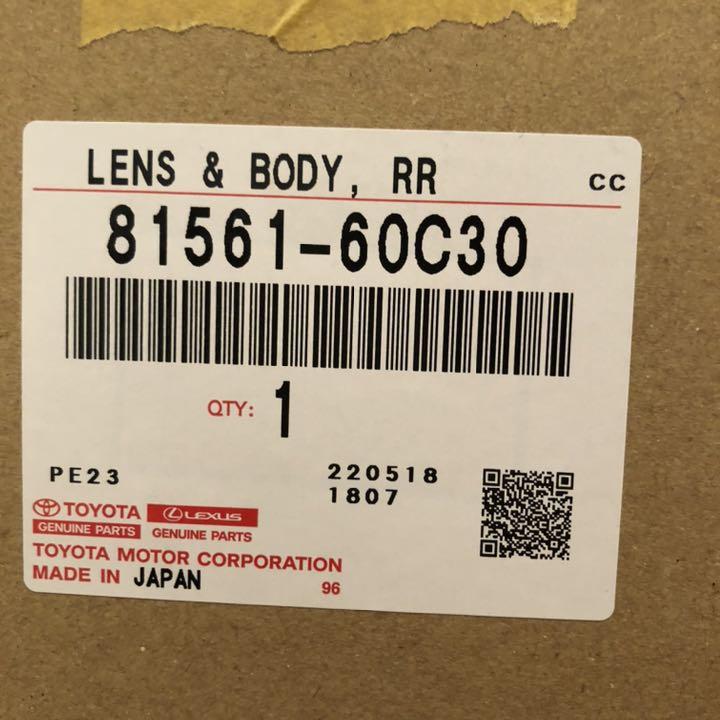 LENS & BODY, RR CC
81561-60C30
QTY: 1
PE23 220518
1807
TOYOTA LEXUS
GENUINE PARTS GENUINE PARTS
TOYOTA MOTOR CORPORATION
MADE IN JAPAN 96